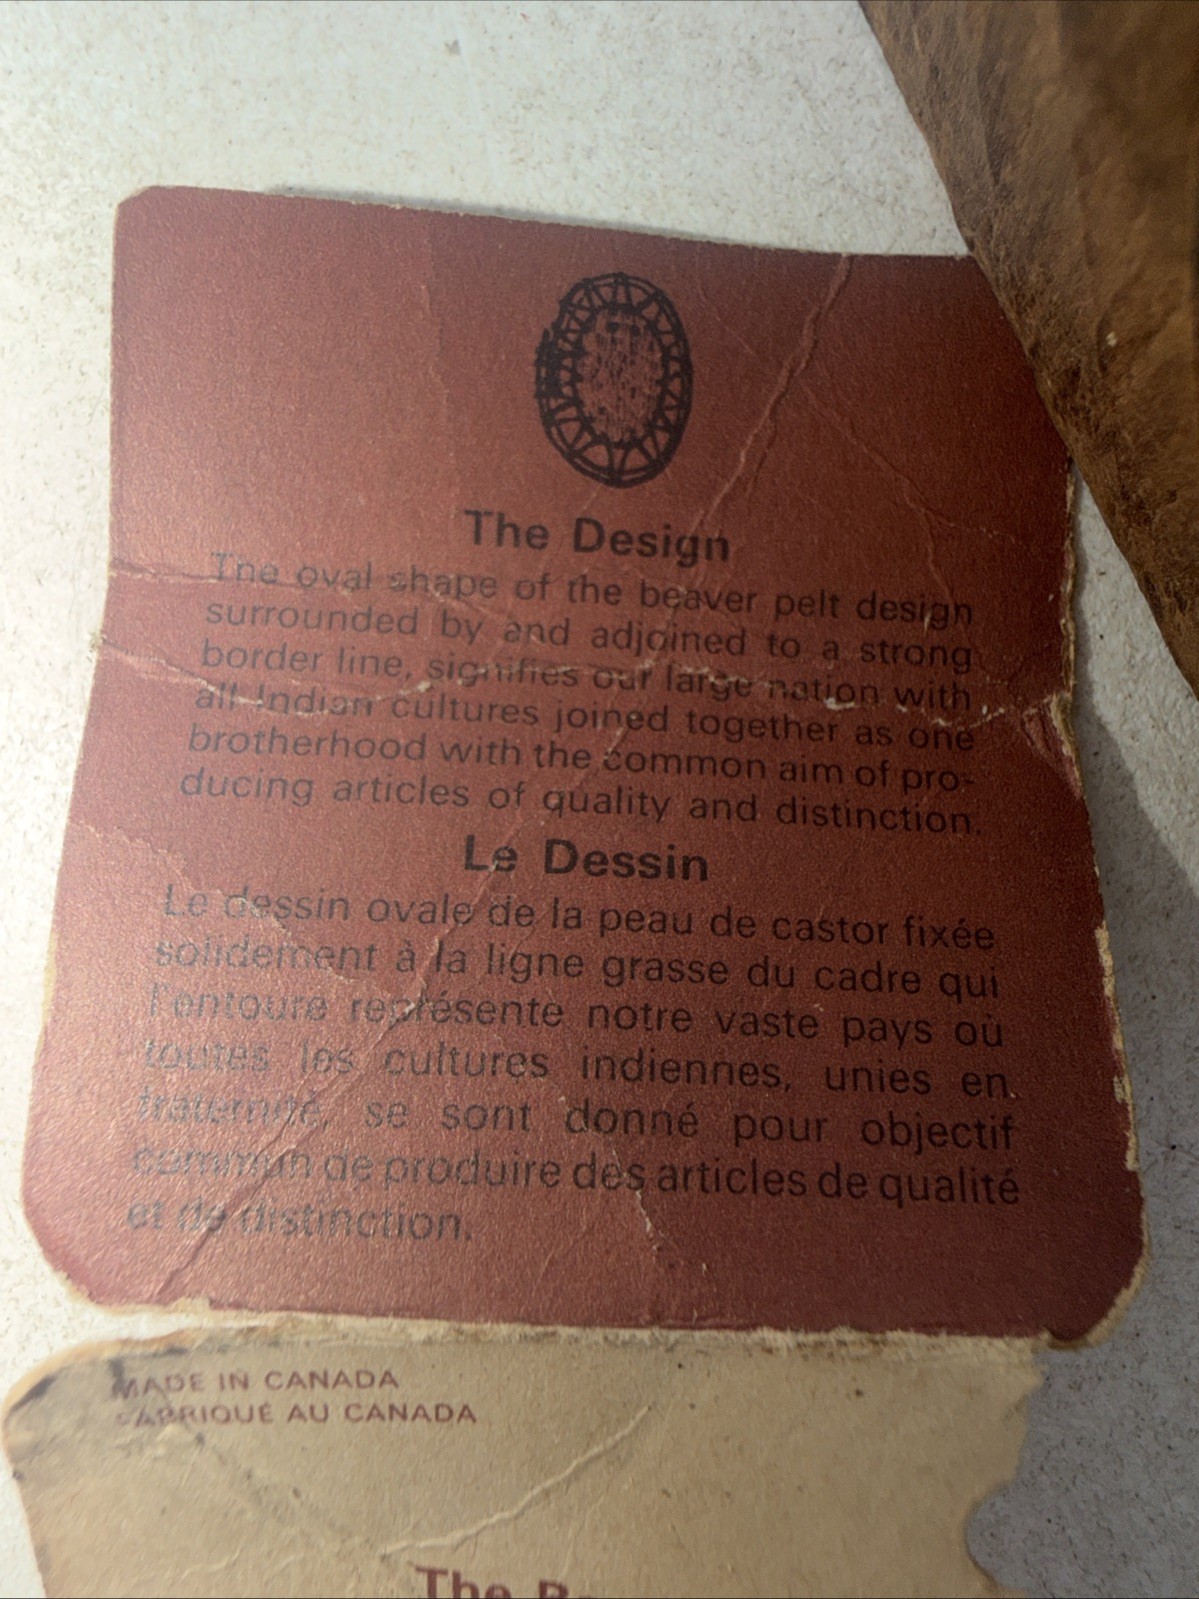 The Design
The oval shape of the beaver pelt design
surrounded by and adjoined to a strong
border line, signifies our large nation with
all Indian cultures joined together as one
brotherhood with the common aim of pro-
ducing articles of quality and distinction.
Le Dessin
Le dessin ovale de la peau de castor fixée
solidement à la ligne grasse du cadre qui
l'entoure représente notre vaste pays où
toutes les cultures indiennes, unies en
fraternité, se sont donné pour objectif
commun de produire des articles de qualité
et de distinction.
MADE IN CANADA
FABRIQUÉ AU CANADA
The